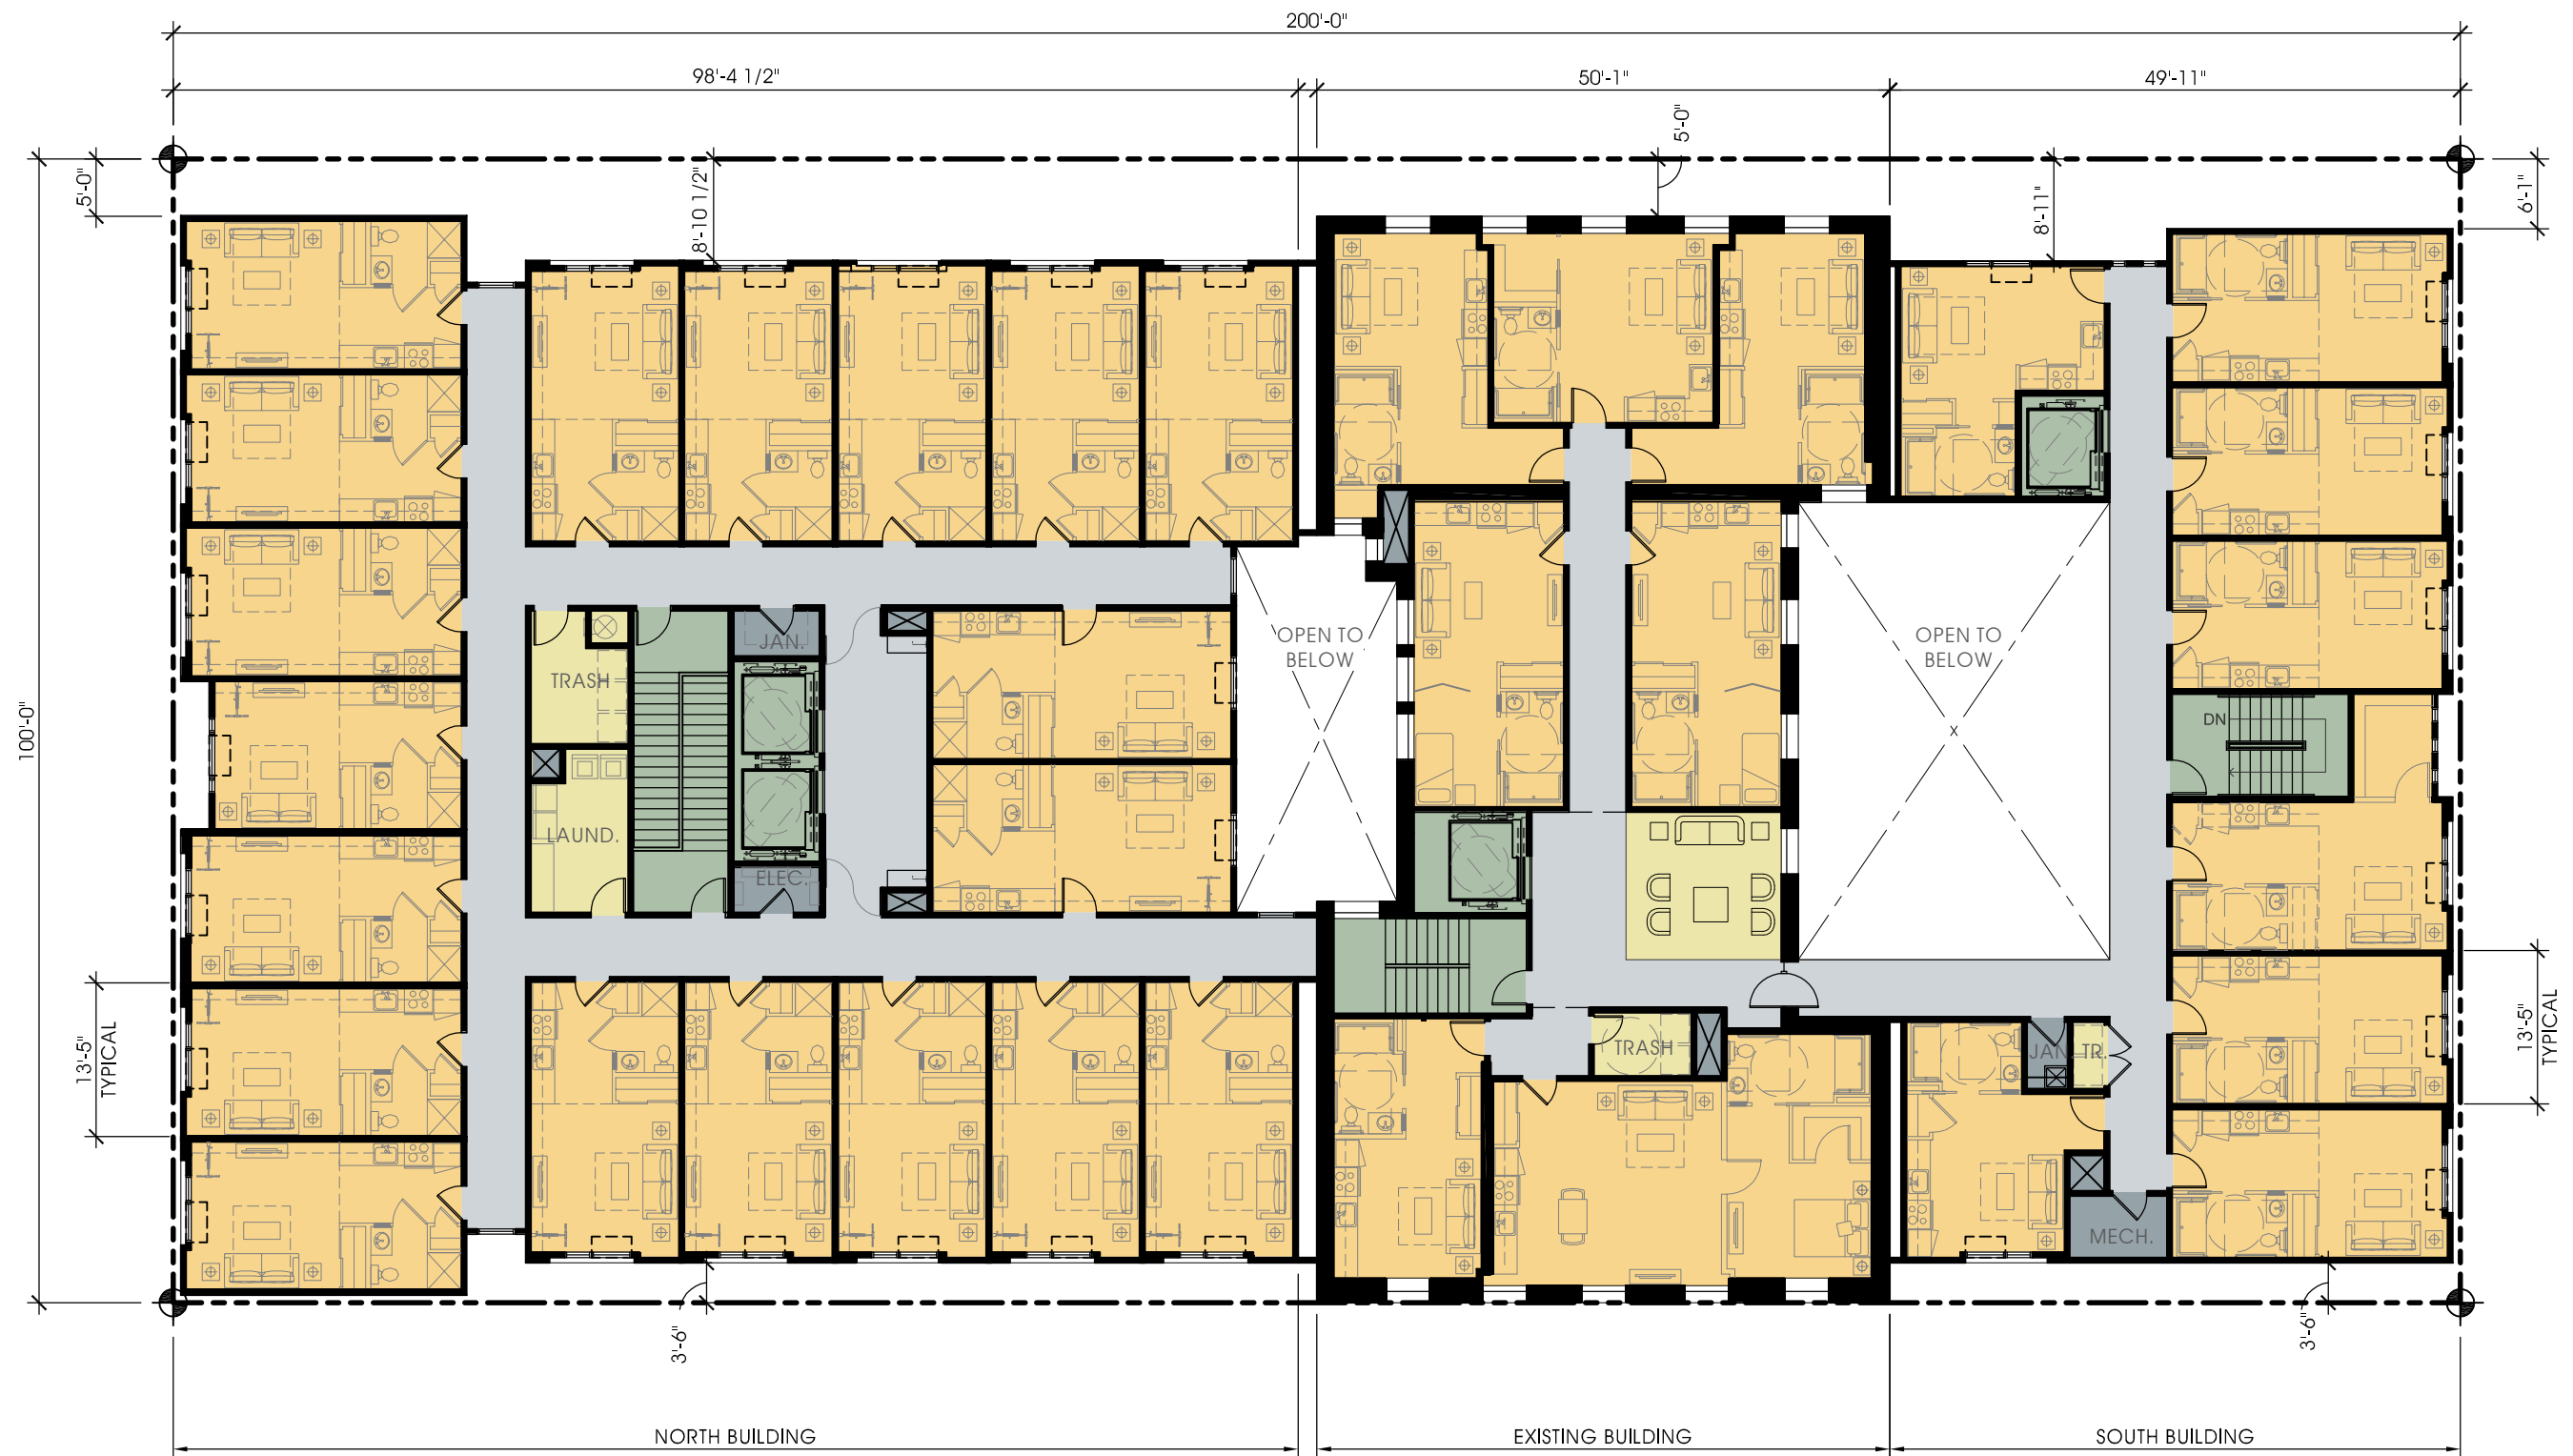 200'-0"
98'-4 1/2"
50'-1"
49'-11"
5'-0"
5'-0"
8'-10 1/2"
8'-11"
6'-1"
100'-0"
JAN.
TRASH
OPEN TO
BELOW
OPEN TO
BELOW
x
DN
LAUND.
ELEC.
13'-5"
TYPICAL
TRASH
JAN.
TR.
13'-5"
TYPICAL
MECH.
3'-6"
3'-6"
NORTH BUILDING
EXISTING BUILDING
SOUTH BUILDING